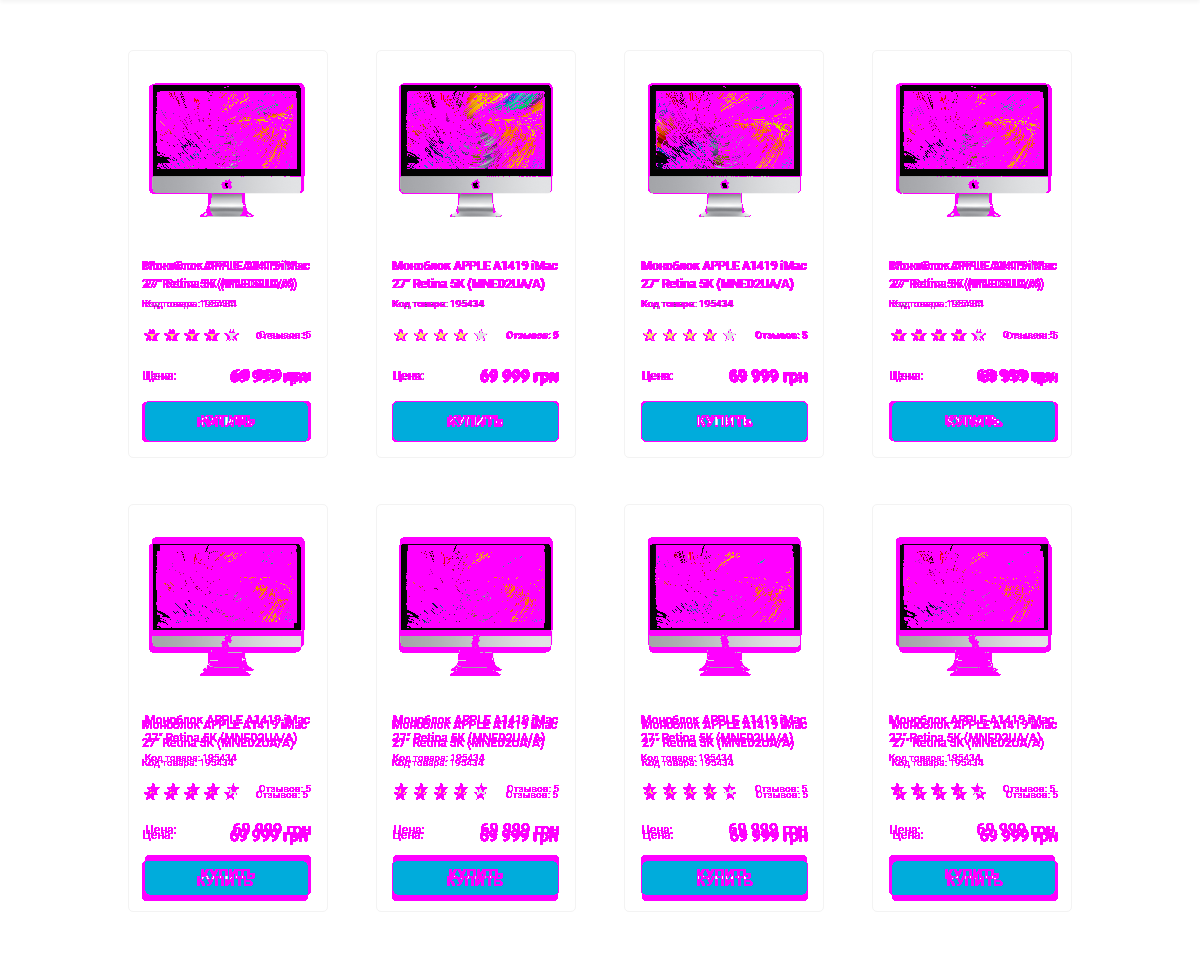 Моноблок APPLE A1419 iMac
27" Retina 5K (MNED2UA/A)
Код товара: 195434
Отзывов: 5
Цена: 69 999 грн
КУПИТЬ
Моноблок APPLE A1419 iMac
27" Retina 5K (MNED2UA/A)
Код товара: 195434
Отзывов: 5
Цена: 69 999 грн
КУПИТЬ
Моноблок APPLE A1419 iMac
27" Retina 5K (MNED2UA/A)
Код товара: 195434
Отзывов: 5
Цена: 69 999 грн
КУПИТЬ
Моноблок APPLE A1419 iMac
27" Retina 5K (MNED2UA/A)
Код товара: 195434
Отзывов: 5
Цена: 69 999 грн
КУПИТЬ
Моноблок APPLE A1419 iMac
27" Retina 5K (MNED2UA/A)
Код товара: 195434
Отзывов: 5
Цена: 69 999 грн
КУПИТЬ
Моноблок APPLE A1419 iMac
27" Retina 5K (MNED2UA/A)
Код товара: 195434
Отзывов: 5
Цена: 69 999 грн
КУПИТЬ
Моноблок APPLE A1419 iMac
27" Retina 5K (MNED2UA/A)
Код товара: 195434
Отзывов: 5
Цена: 69 999 грн
КУПИТЬ
Моноблок APPLE A1419 iMac
27" Retina 5K (MNED2UA/A)
Код товара: 195434
Отзывов: 5
Цена: 69 999 грн
КУПИТЬ